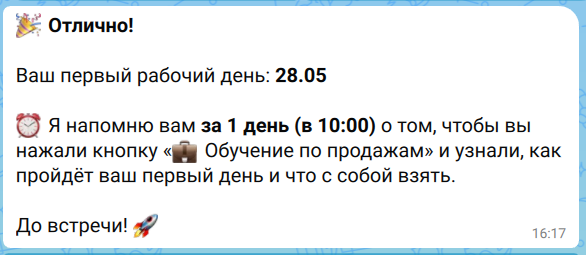 🎉 Отлично!
Ваш первый рабочий день: 28.05
⏰ Я напомню вам за 1 день (в 10:00) о том, чтобы вы
нажали кнопку «💼 Обучение по продажам» и узнали, как
пройдёт ваш первый день и что с собой взять.
До встречи! 🚀
16:17